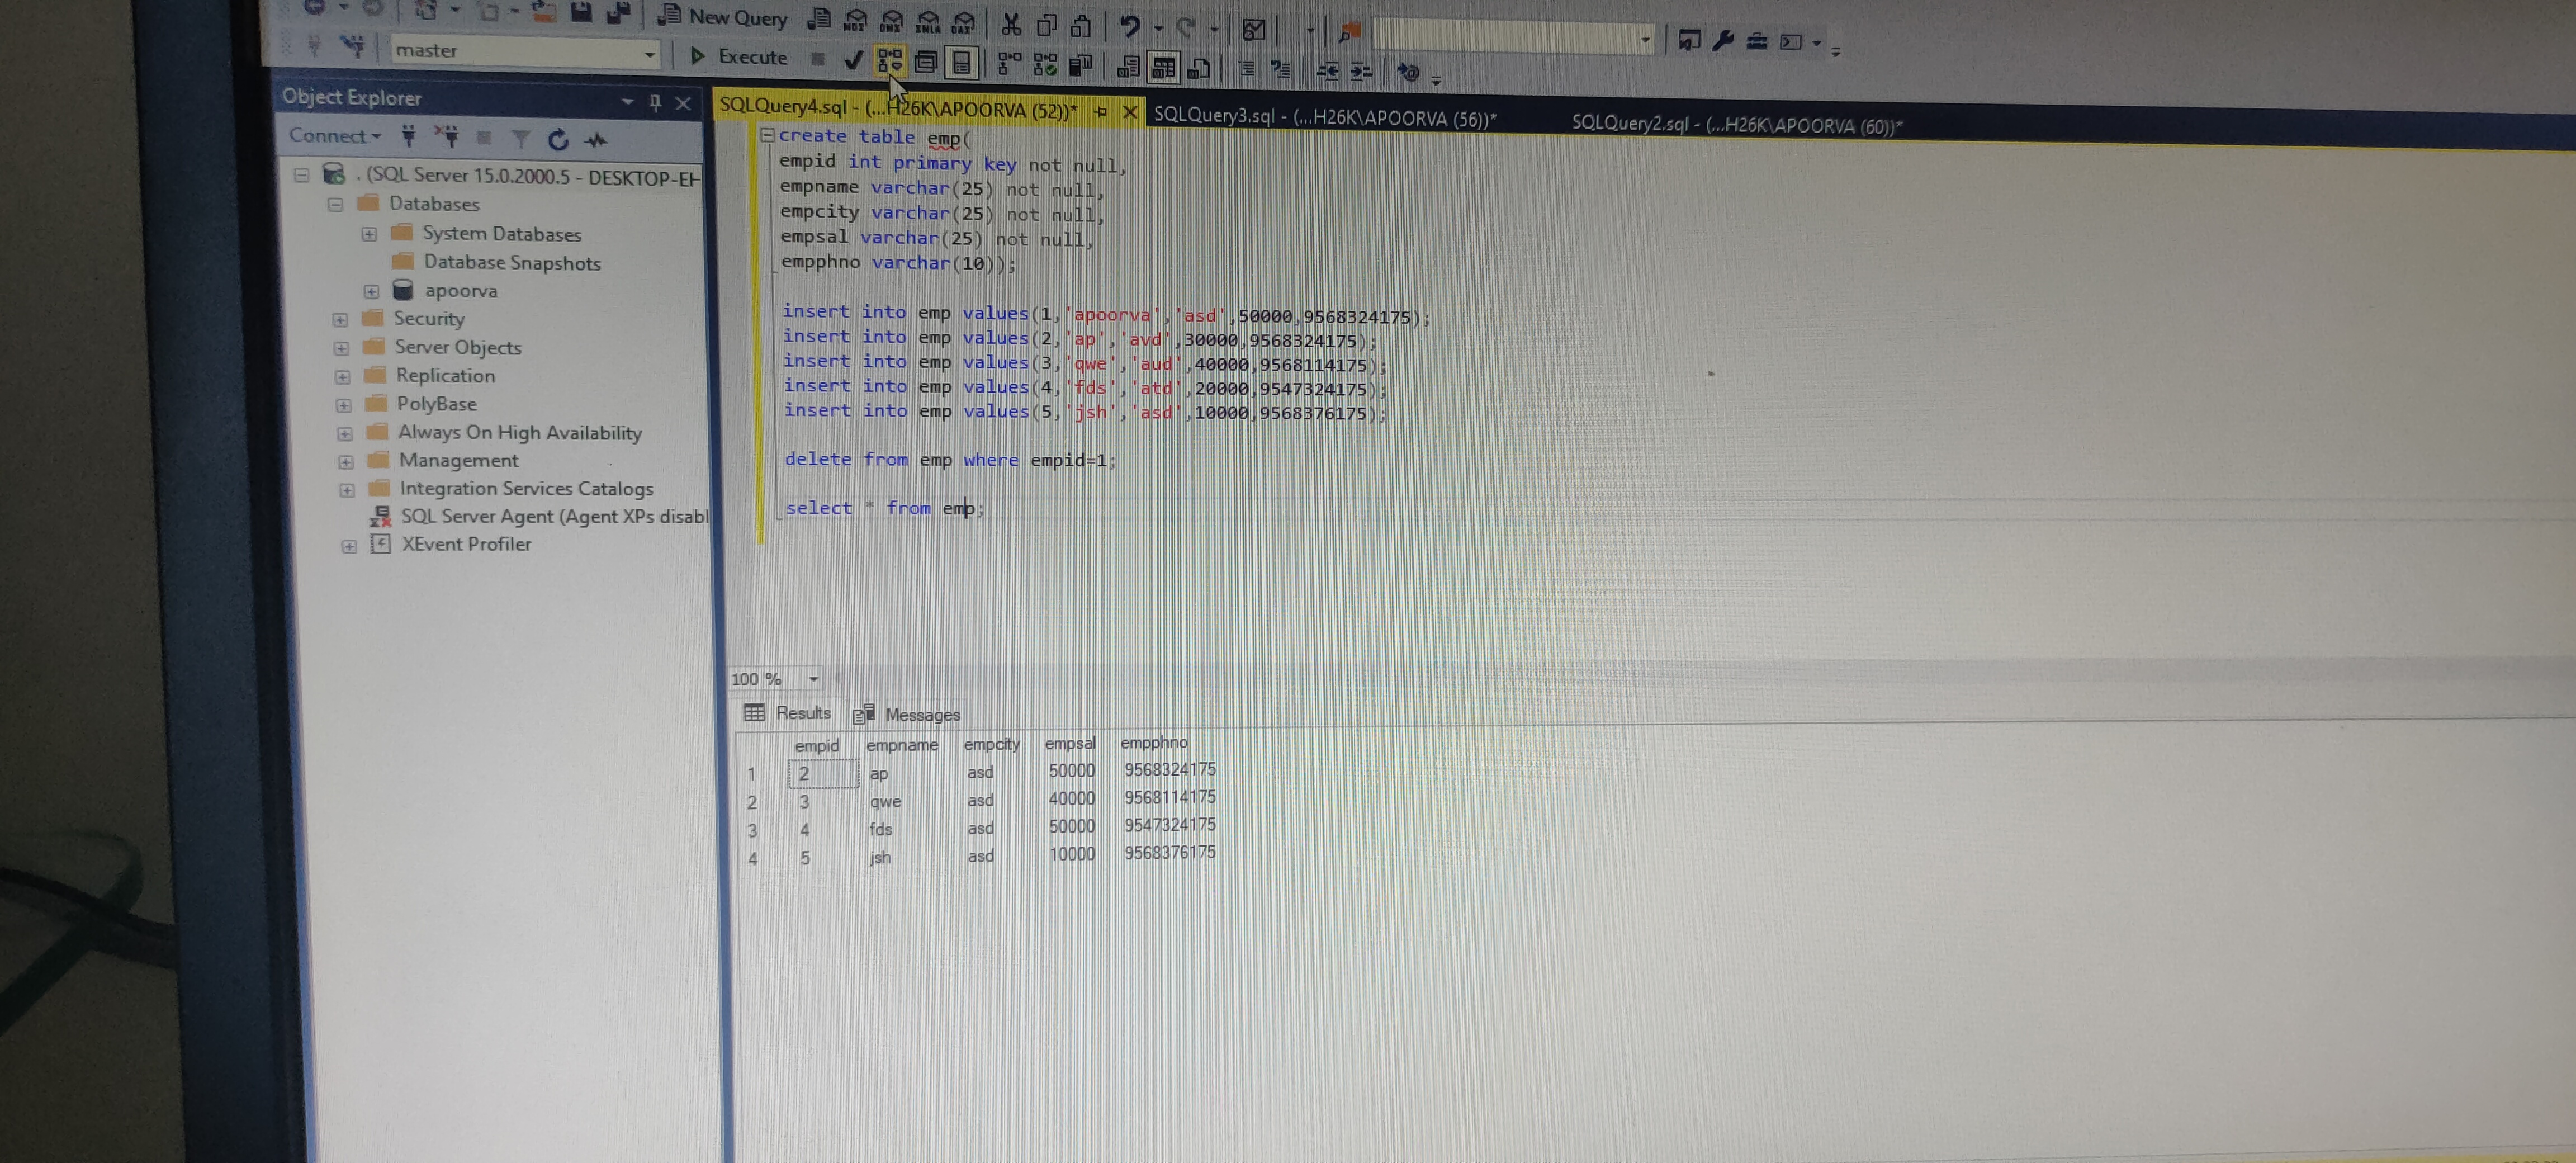 New Query
MDX DMX XMLA DAX
master
Execute
Object Explorer
Connect
. (SQL Server 15.0.2000.5 - DESKTOP-EH
Databases
System Databases
Database Snapshots
apoorva
Security
Server Objects
Replication
PolyBase
Always On High Availability
Management
Integration Services Catalogs
SQL Server Agent (Agent XPs disabl
XEvent Profiler
SQLQuery4.sql - (...H26K\APOORVA (52))*
SQLQuery3.sql - (...H26K\APOORVA (56))*
SQLQuery2.sql - (...H26K\APOORVA (60))*
create table emp(
empid int primary key not null,
empname varchar(25) not null,
empcity varchar(25) not null,
empsal varchar(25) not null,
empphno varchar(10));
insert into emp values(1,'apoorva','asd',50000,9568324175);
insert into emp values(2,'ap','avd',30000,9568324175);
insert into emp values(3,'qwe','aud',40000,9568114175);
insert into emp values(4,'fds','atd',20000,9547324175);
insert into emp values(5,'jsh','asd',10000,9568376175);
delete from emp where empid=1;
select * from emp;
100 %
Results Messages
empid empname empcity empsal empphno
1 2 ap asd 50000 9568324175
2 3 qwe asd 40000 9568114175
3 4 fds asd 50000 9547324175
4 5 jsh asd 10000 9568376175